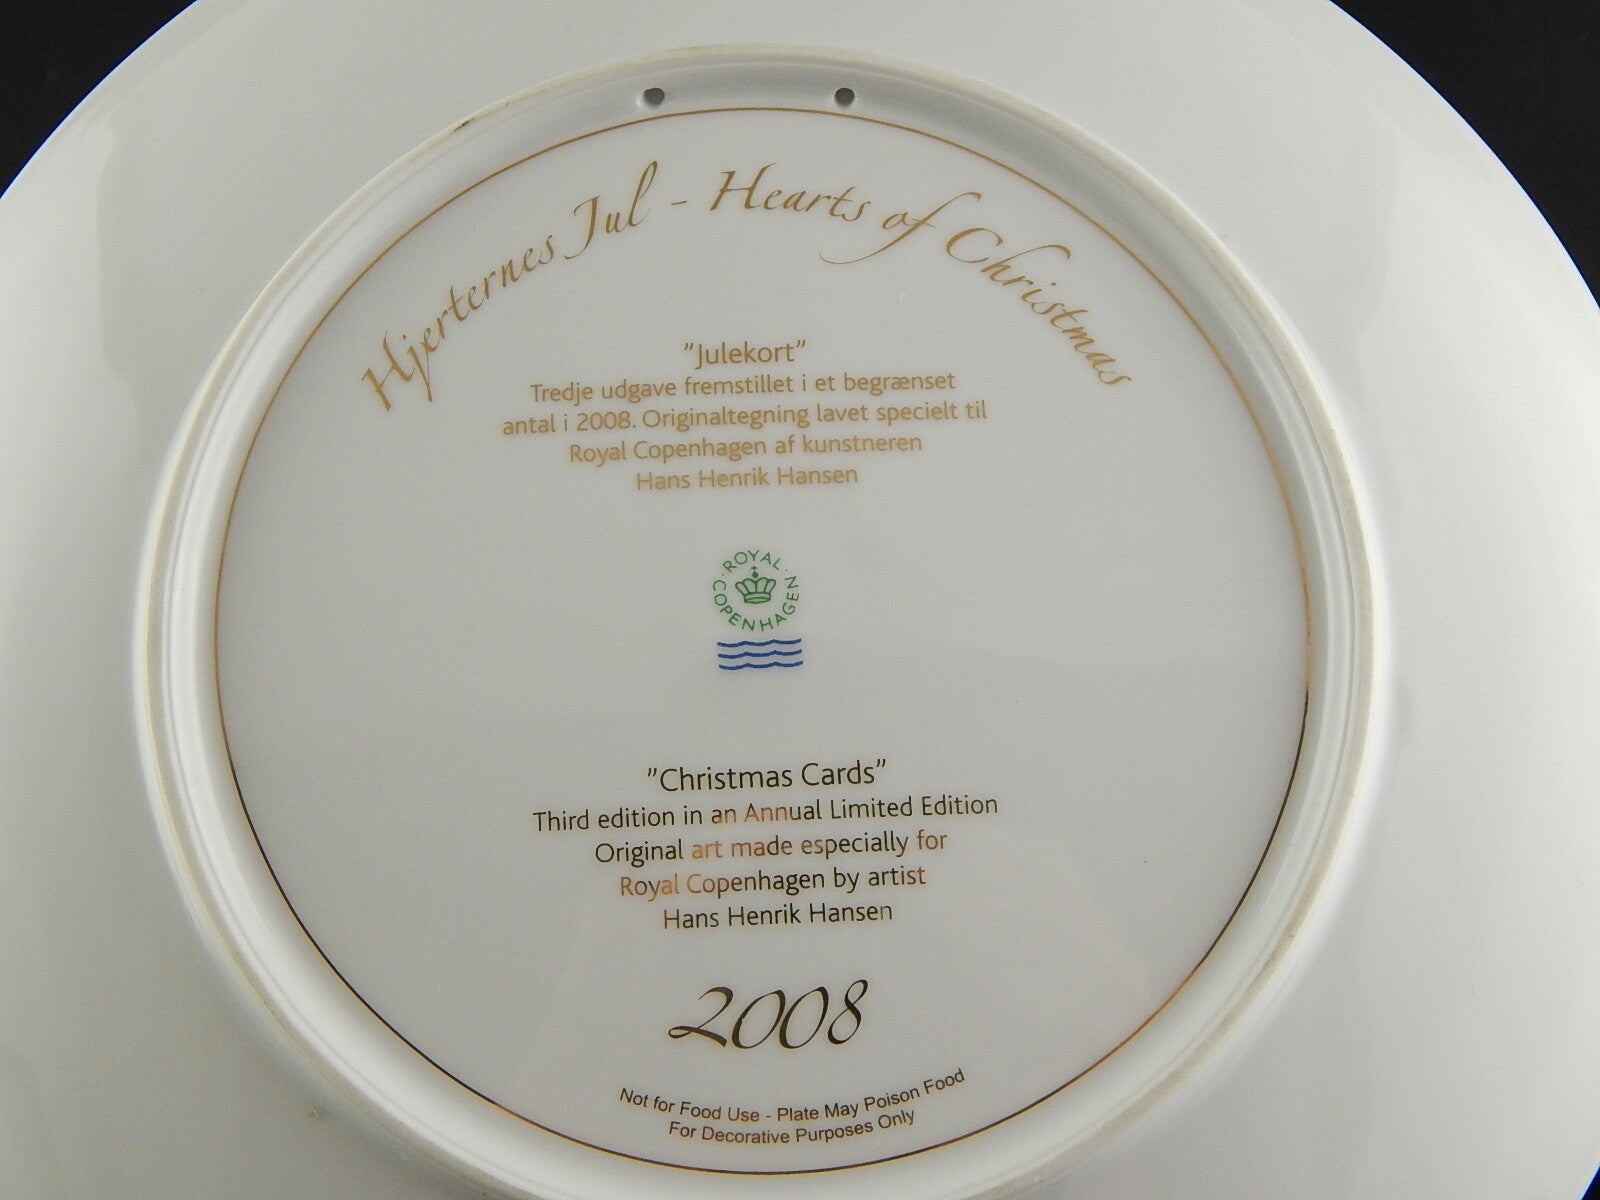 Hjerternes Jul - Hearts of Christmas
"Julekort"
Tredje udgave fremstillet i et begrænset
antal i 2008. Originaltegning lavet specielt til
Royal Copenhagen af kunstneren
Hans Henrik Hansen
ROYAL COPENHAGEN
"Christmas Cards"
Third edition in an Annual Limited Edition
Original art made especially for
Royal Copenhagen by artist
Hans Henrik Hansen
2008
Not for Food Use - Plate May Poison Food
For Decorative Purposes Only